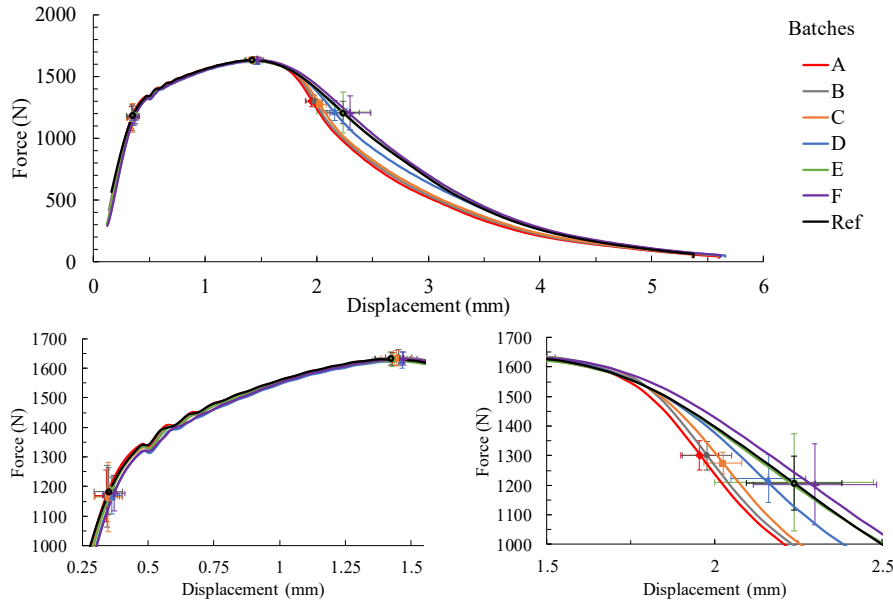 2000
1500
1000
500
0
Force (N)
0 1 2 3 4 5 6
Displacement (mm)
Batches
A
B
C
D
E
F
Ref
1700
1600
1500
1400
1300
1200
1100
1000
Force (N)
0.25 0.5 0.75 1 1.25 1.5
Displacement (mm)
1700
1600
1500
1400
1300
1200
1100
1000
Force (N)
1.5 2 2.5
Displacement (mm)